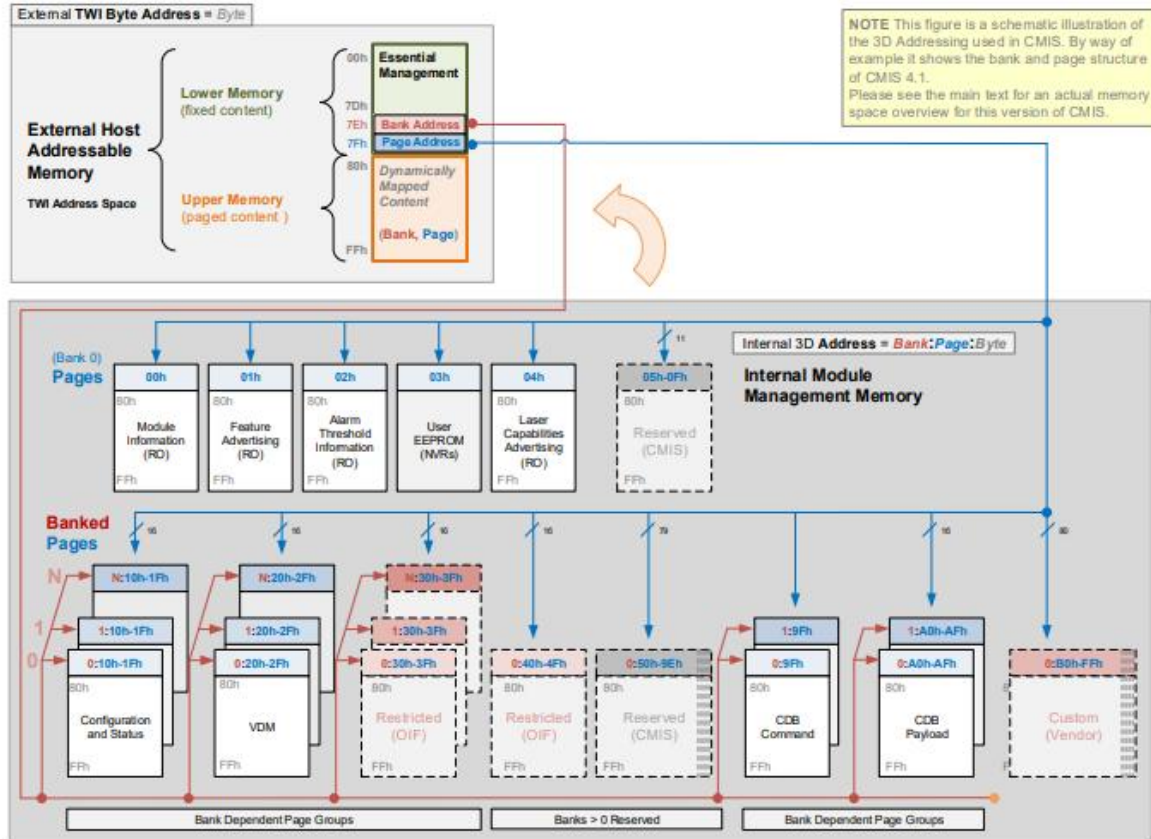 External TWI Byte Address = Byte
NOTE This figure is a schematic illustration of
the 3D Addressing used in CMIS. By way of
example it shows the bank and page structure
of CMIS 4.1.
Please see the main text for an actual memory
space overview for this version of CMIS.
External Host
Addressable
Memory
TWI Address Space
Lower Memory
(fixed content)
Upper Memory
(paged content )
00h
7Dh
7Eh
7Fh
80h
FFh
Essential
Management
Bank Address
Page Address
Dynamically
Mapped
Content
(Bank, Page)
(Bank 0)
Pages
11
Internal 3D Address = Bank:Page:Byte
Internal Module
Management Memory
00h
80h
Module
Information
(RO)
FFh
01h
80h
Feature
Advertising
(RO)
FFh
02h
80h
Alarm
Threshold
Information
(RO)
FFh
03h
80h
User
EEPROM
(NVRs)
FFh
04h
80h
Laser
Capabilities
Advertising
(RO)
FFh
05h-0Fh
80h
Reserved
(CMIS)
FFh
Banked
Pages
16
16
16
16
79
16
80
N
1
0
N:10h-1Fh
1:10h-1Fh
0:10h-1Fh
80h
Configuration
and Status
FFh
N:20h-2Fh
1:20h-2Fh
0:20h-2Fh
80h
VDM
FFh
N:30h-3Fh
1:30h-3Fh
0:30h-3Fh
80h
Restricted
(OIF)
FFh
0:40h-4Fh
80h
Restricted
(OIF)
FFh
0:50h-9Eh
80h
Reserved
(CMIS)
FFh
1:9Fh
0:9Fh
80h
CDB
Command
FFh
1:A0h-AFh
0:A0h-AFh
80h
CDB
Payload
FFh
0:B0h-FFh
80h
Custom
(Vendor)
FFh
Bank Dependent Page Groups
Banks > 0 Reserved
Bank Dependent Page Groups